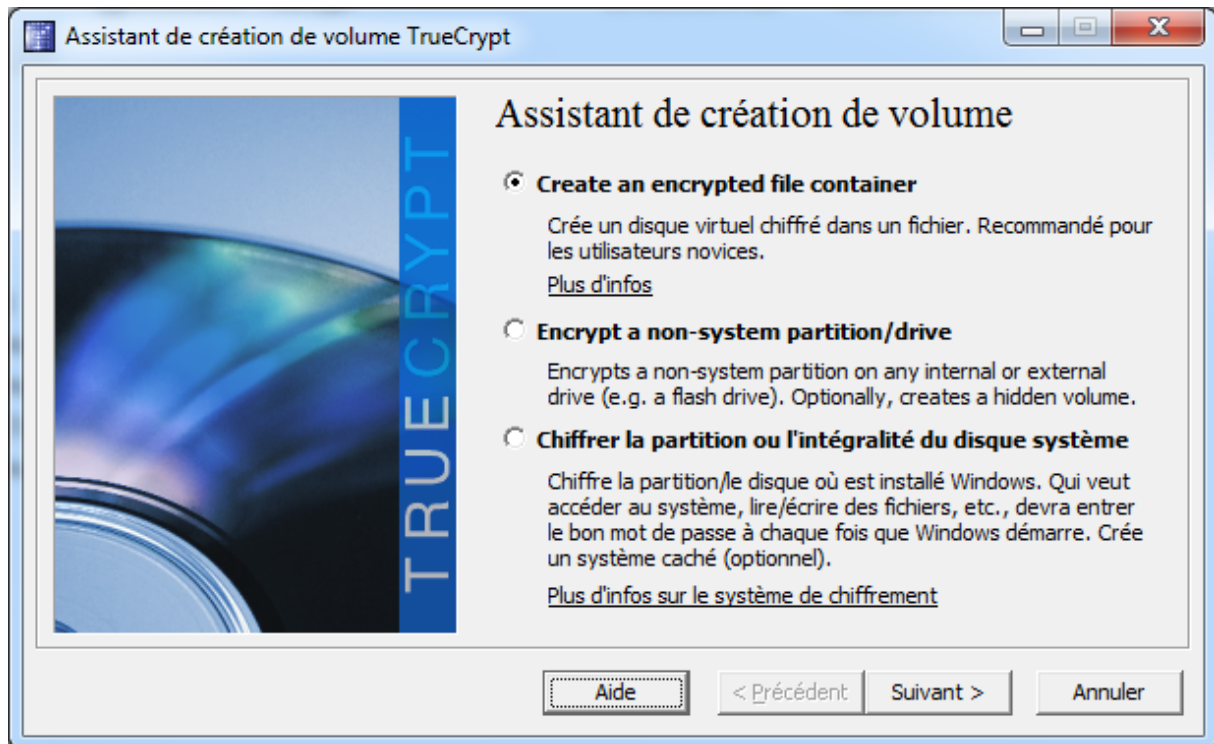 Assistant de création de volume TrueCrypt
TRUECRYPT
Assistant de création de volume
Create an encrypted file container
Crée un disque virtuel chiffré dans un fichier. Recommandé pour
les utilisateurs novices.
Plus d'infos
Encrypt a non-system partition/drive
Encrypts a non-system partition on any internal or external
drive (e.g. a flash drive). Optionally, creates a hidden volume.
Chiffrer la partition ou l'intégralité du disque système
Chiffre la partition/le disque où est installé Windows. Qui veut
accéder au système, lire/écrire des fichiers, etc., devra entrer
le bon mot de passe à chaque fois que Windows démarre. Crée
un système caché (optionnel).
Plus d'infos sur le système de chiffrement
Aide < Précédent Suivant > Annuler